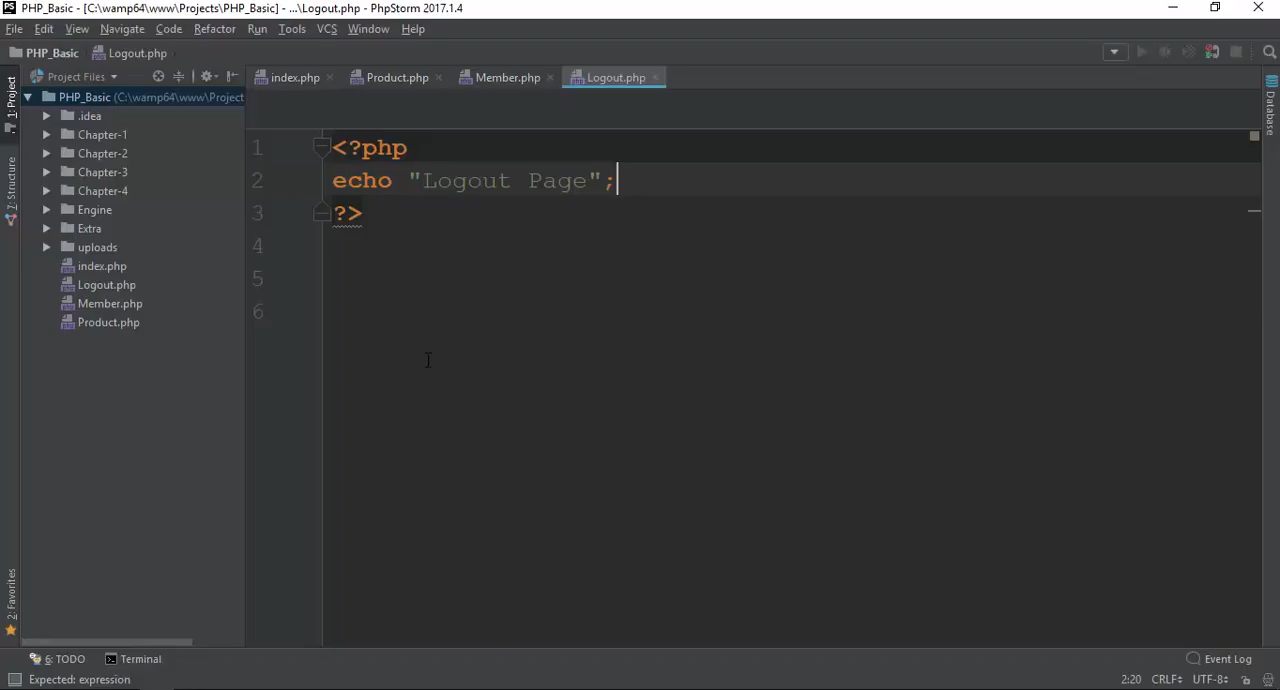 PS PHP_Basic - [C:\wamp64\www\Projects\PHP_Basic] - ...\Logout.php - PhpStorm 2017.1.4
File Edit View Navigate Code Refactor Run Tools VCS Window Help
PHP_Basic Logout.php
Project Files index.php Product.php Member.php Logout.php
1: Project
7: Structure
2: Favorites
Database
PHP_Basic (C:\wamp64\www\Project
.idea
Chapter-1
Chapter-2
Chapter-3
Chapter-4
Engine
Extra
uploads
index.php
Logout.php
Member.php
Product.php
1 <?php
2 echo "Logout Page";
3 ?>
4
5
6
6: TODO Terminal Event Log
Expected: expression 2:20 CRLF UTF-8